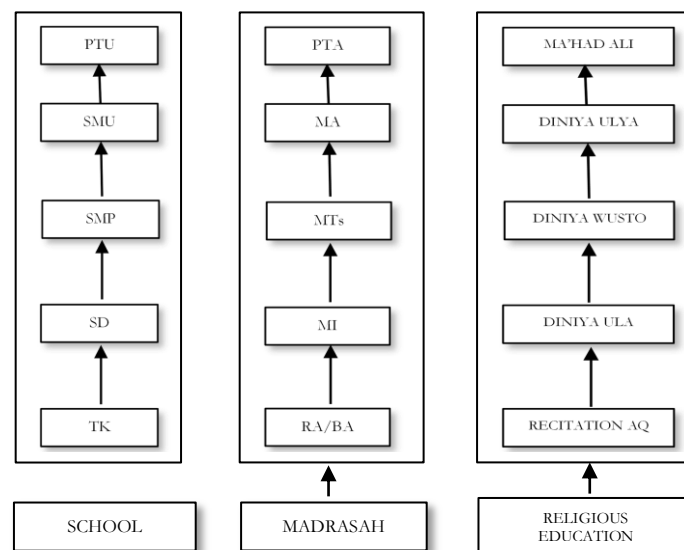 PTU
SMU
SMP
SD
TK
SCHOOL
PTA
MA
MTs
MI
RA/BA
MADRASAH
MA'HAD ALI
DINIYA ULYA
DINIYA WUSTO
DINIYA ULA
RECITATION AQ
RELIGIOUS
EDUCATION